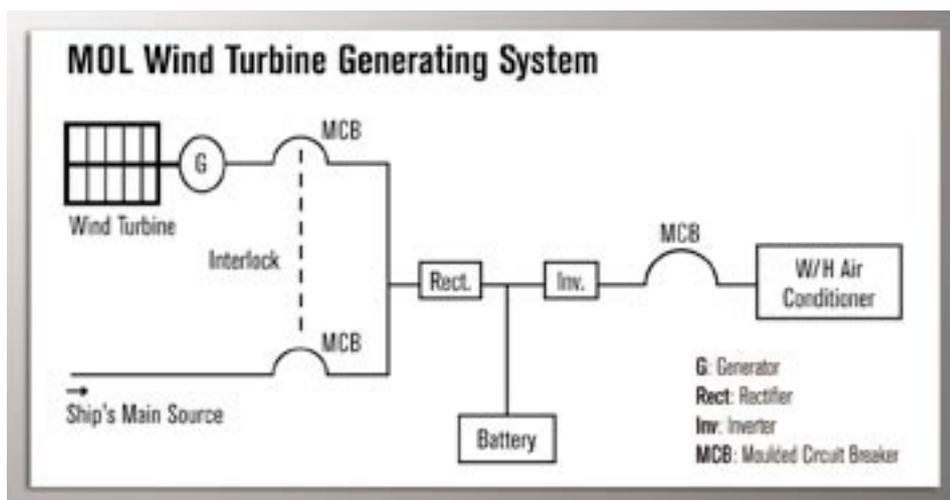 MOL Wind Turbine Generating System
MCB
G
Wind Turbine
Interlock
MCB
W/H Air
Conditioner
Rect.
Inv.
MCB
Ship's Main Source
Battery
G: Generator
Rect: Rectifier
Inv: Inverter
MCB: Moulded Circuit Breaker